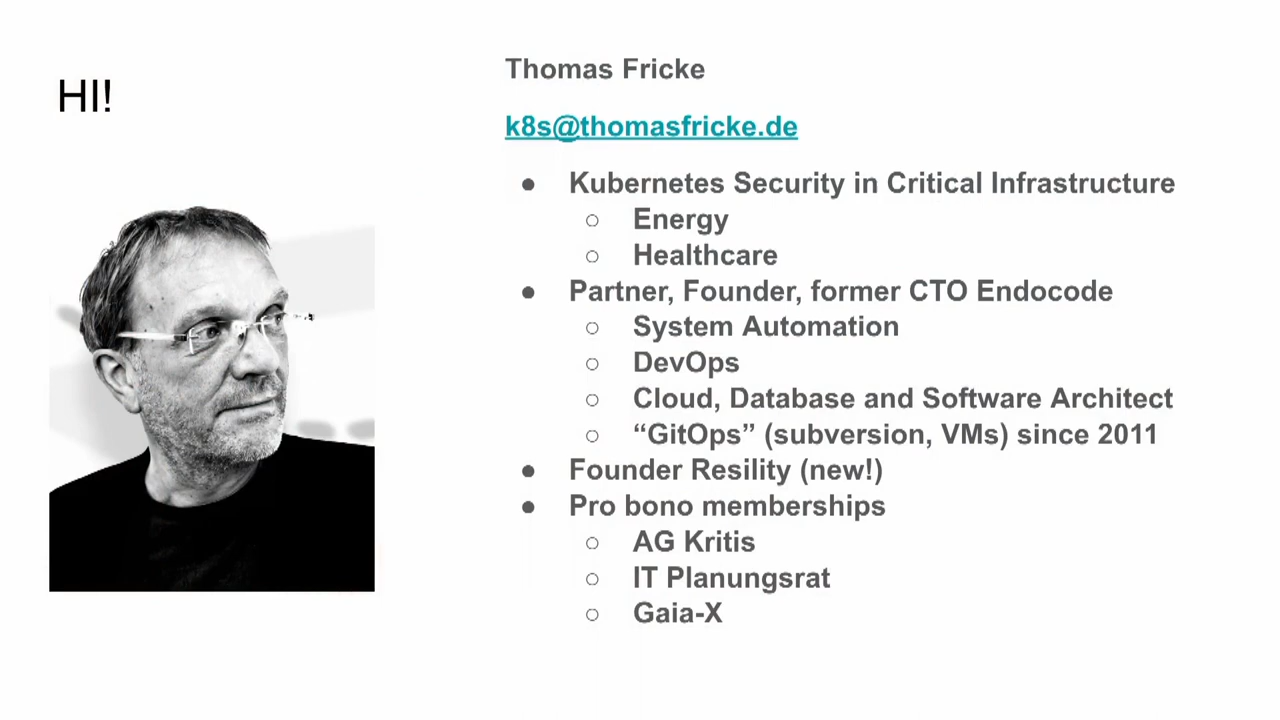 HI!
Thomas Fricke
k8s@thomasfricke.de
● Kubernetes Security in Critical Infrastructure
○ Energy
○ Healthcare
● Partner, Founder, former CTO Endocode
○ System Automation
○ DevOps
○ Cloud, Database and Software Architect
○ “GitOps” (subversion, VMs) since 2011
● Founder Resility (new!)
● Pro bono memberships
○ AG Kritis
○ IT Planungsrat
○ Gaia-X